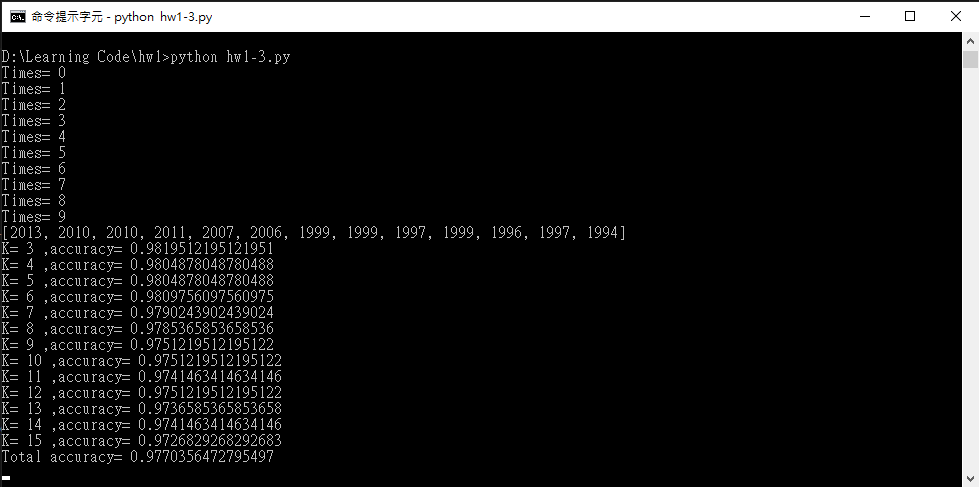 命令提示字元 - python hw1-3.py
D:\Learning Code\hw1>python hw1-3.py
Times= 0
Times= 1
Times= 2
Times= 3
Times= 4
Times= 5
Times= 6
Times= 7
Times= 8
Times= 9
[2013, 2010, 2010, 2011, 2007, 2006, 1999, 1999, 1997, 1999, 1996, 1997, 1994]
K= 3 ,accuracy= 0.9819512195121951
K= 4 ,accuracy= 0.9804878048780488
K= 5 ,accuracy= 0.9804878048780488
K= 6 ,accuracy= 0.9809756097560975
K= 7 ,accuracy= 0.9790243902439024
K= 8 ,accuracy= 0.9785365853658536
K= 9 ,accuracy= 0.9751219512195122
K= 10 ,accuracy= 0.9751219512195122
K= 11 ,accuracy= 0.9741463414634146
K= 12 ,accuracy= 0.9751219512195122
K= 13 ,accuracy= 0.9736585365853658
K= 14 ,accuracy= 0.9741463414634146
K= 15 ,accuracy= 0.9726829268292683
Total accuracy= 0.9770356472795497